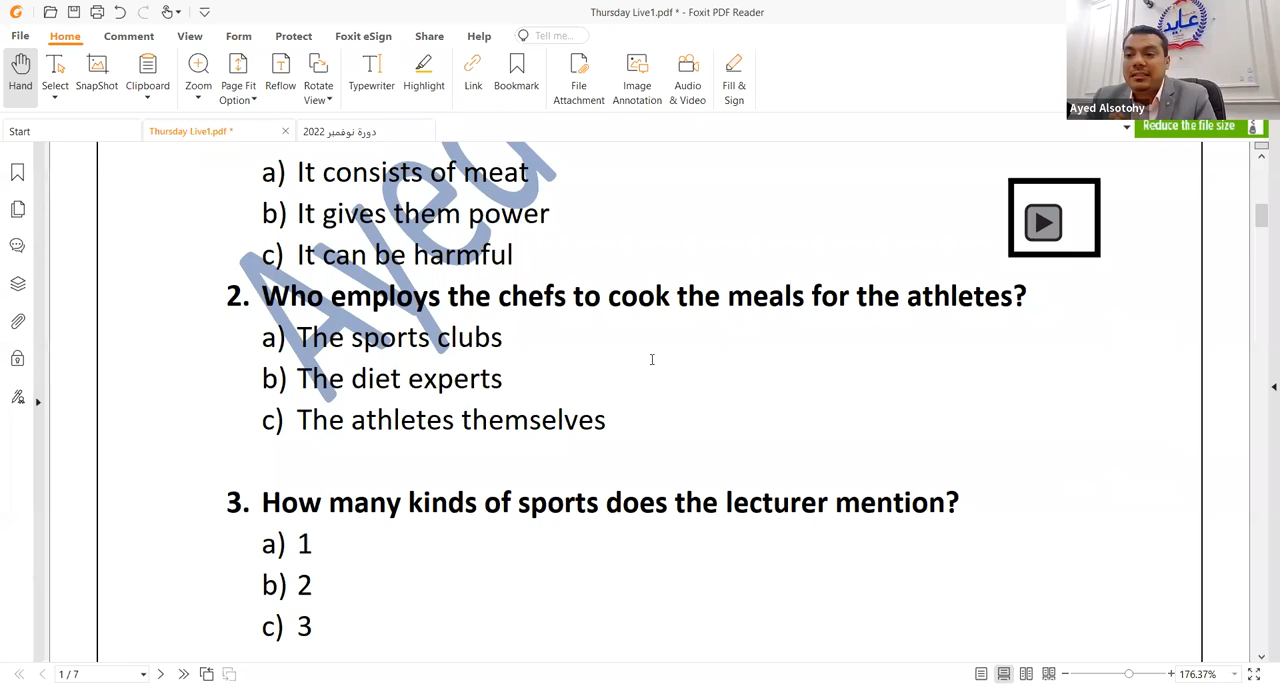 Thursday Live1.pdf * - Foxit PDF Reader
File Home Comment View Form Protect Foxit eSign Share Help Tell me...
Hand Select SnapShot Clipboard Zoom Page Fit Option Reflow Rotate View Typewriter Highlight Link Bookmark File Attachment Image Annotation Audio & Video Fill & Sign
عايد
Ayed Alsotohy
Start Thursday Live1.pdf * دورة نوفمبر 2022
Reduce the file size
Ayed
a) It consists of meat
b) It gives them power
c) It can be harmful
2. Who employs the chefs to cook the meals for the athletes?
a) The sports clubs
b) The diet experts
c) The athletes themselves
3. How many kinds of sports does the lecturer mention?
a) 1
b) 2
c) 3
1 / 7 176.37%